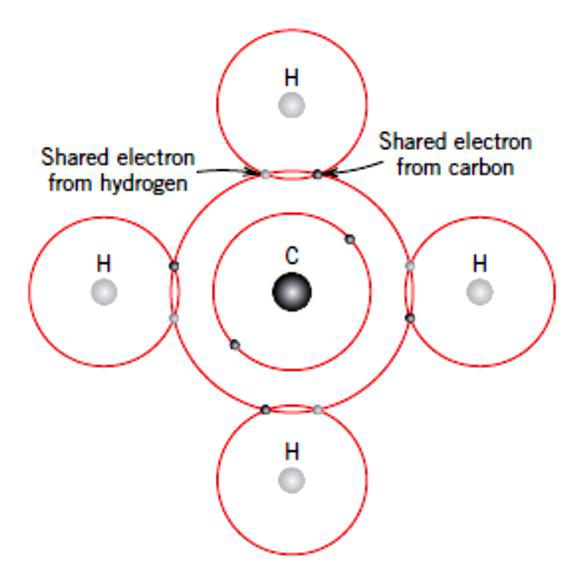 H
Shared electron
from hydrogen
Shared electron
from carbon
H
C
H
H